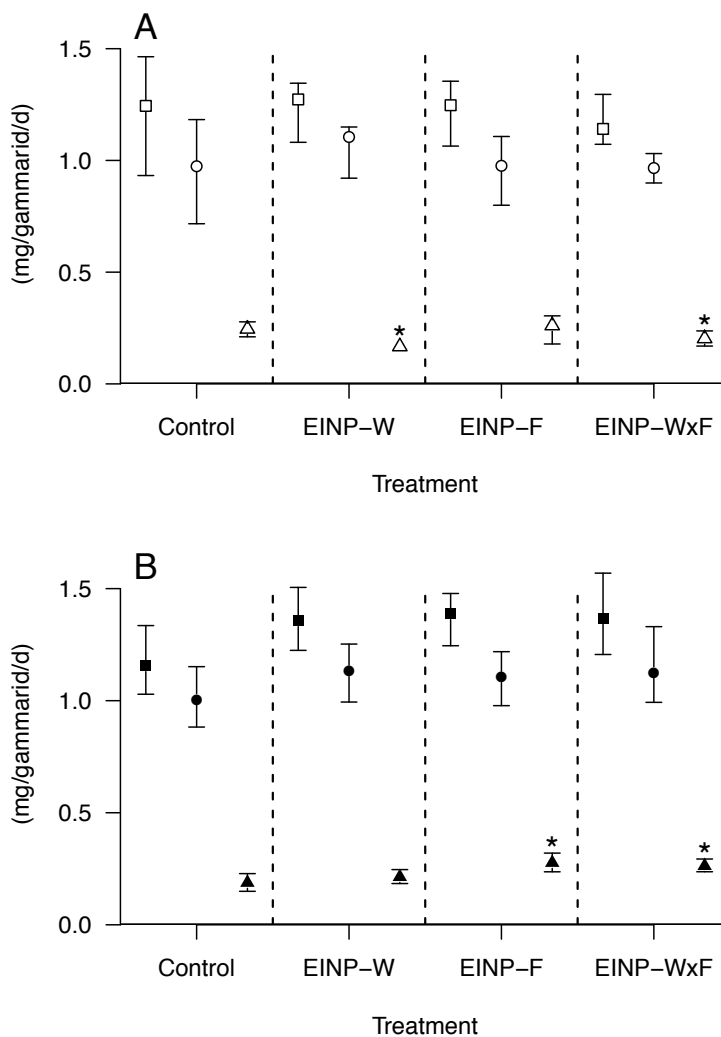 A
1.5
1.0
0.5
0.0
(mg/gammarid/d)
*
*
Control EINP−W EINP−F EINP−WxF
Treatment
B
1.5
1.0
0.5
0.0
(mg/gammarid/d)
*
*
Control EINP−W EINP−F EINP−WxF
Treatment